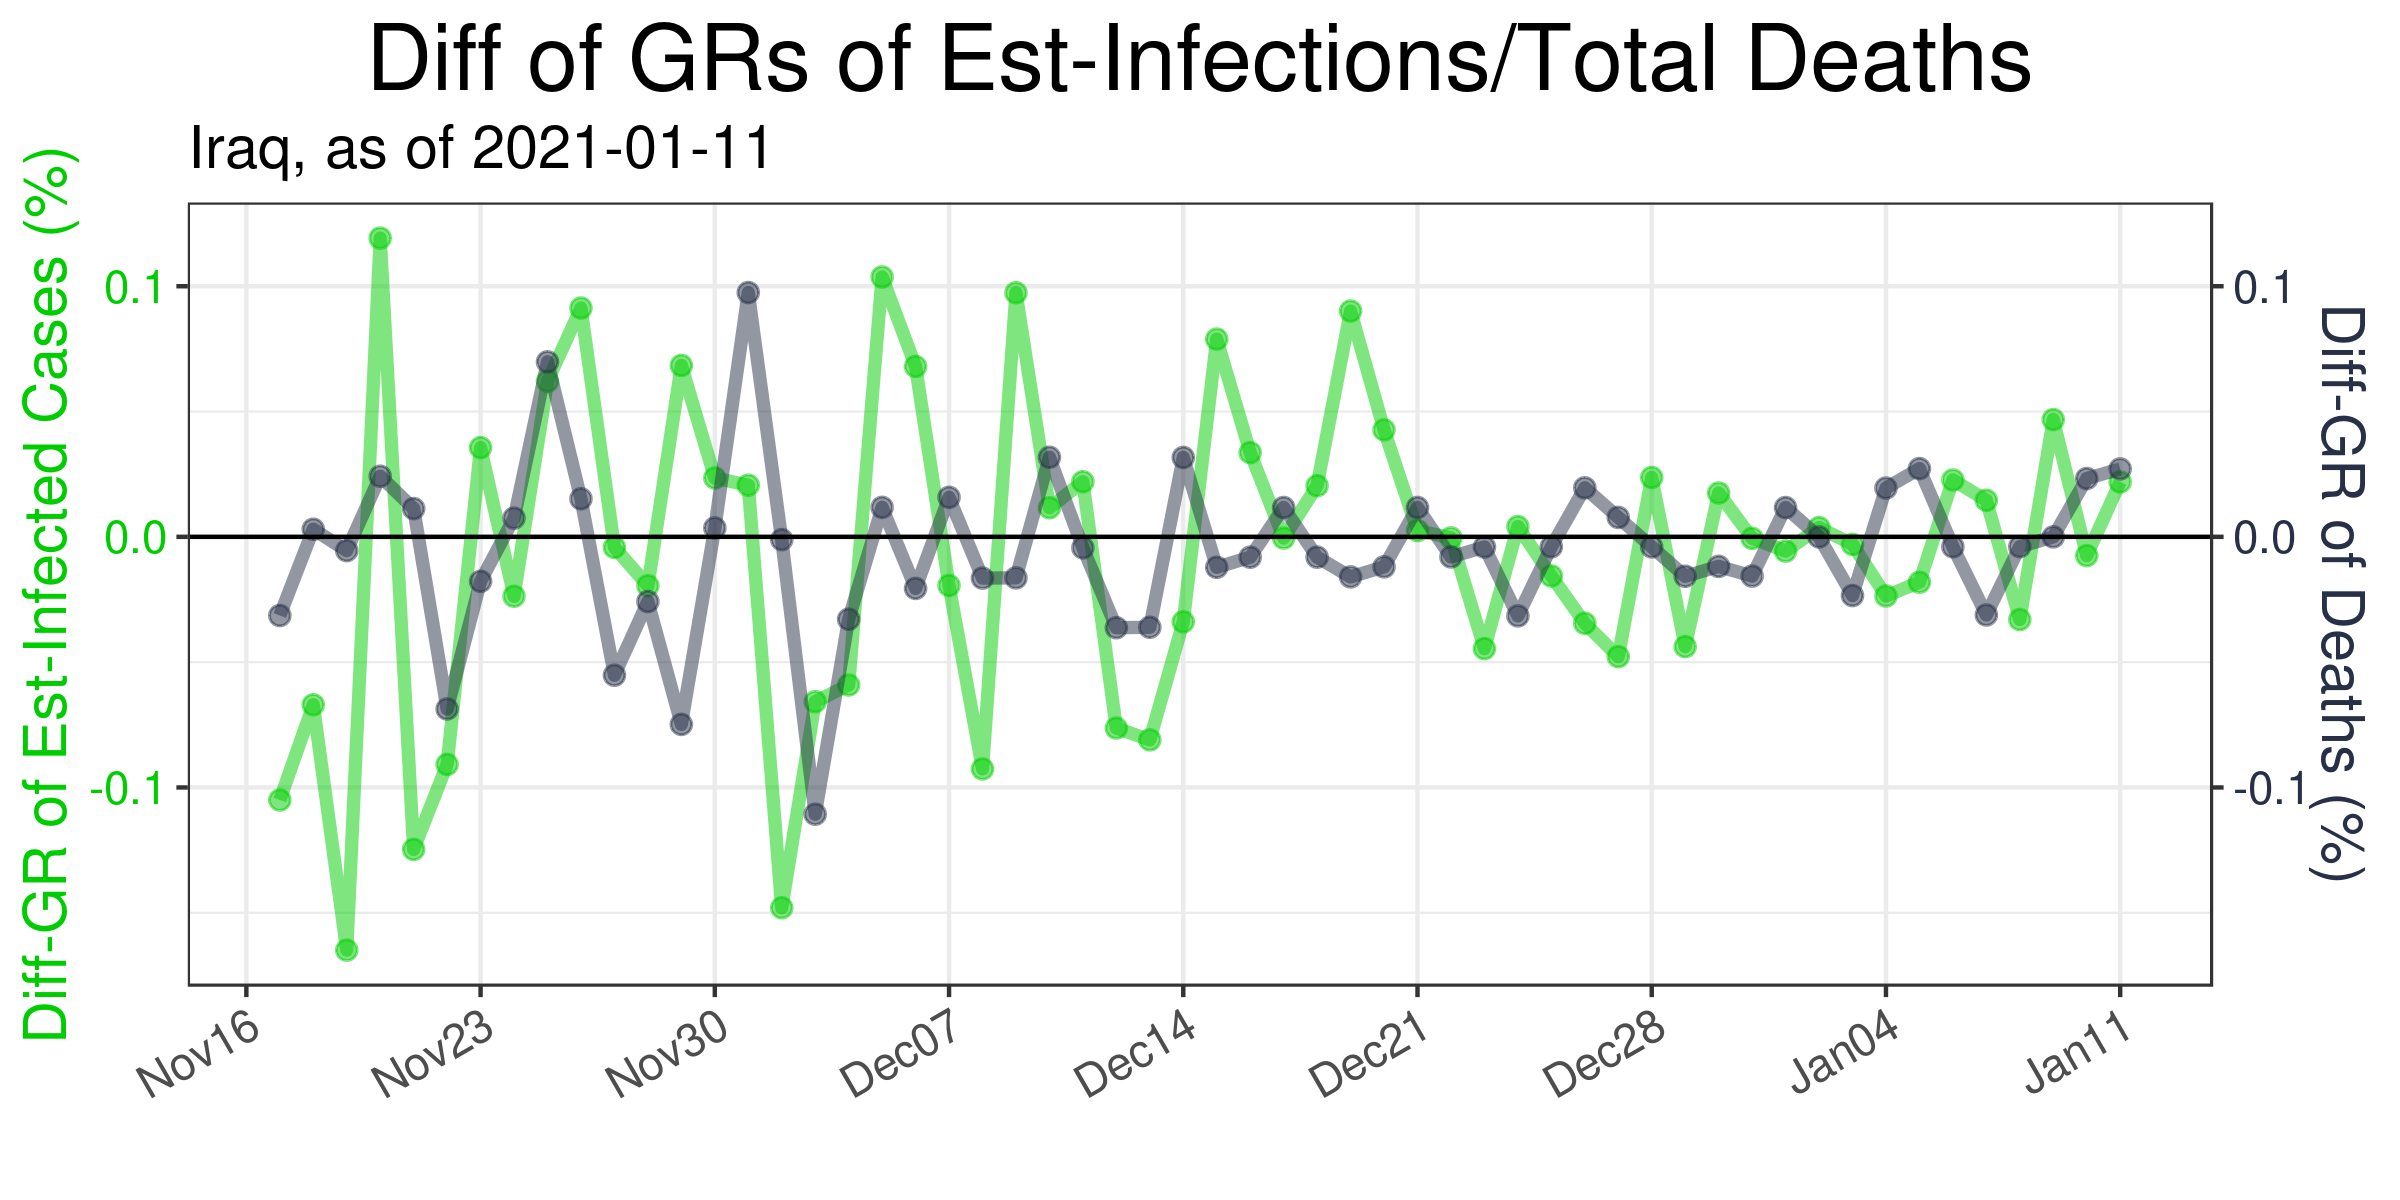 Diff of GRs of Est-Infections/Total Deaths
Iraq, as of 2021-01-11
Diff-GR of Est-Infected Cases (%)
0.1
0.0
-0.1
0.1
0.0
-0.1
Diff-GR of Deaths (%)
Nov16
Nov23
Nov30
Dec07
Dec14
Dec21
Dec28
Jan04
Jan11